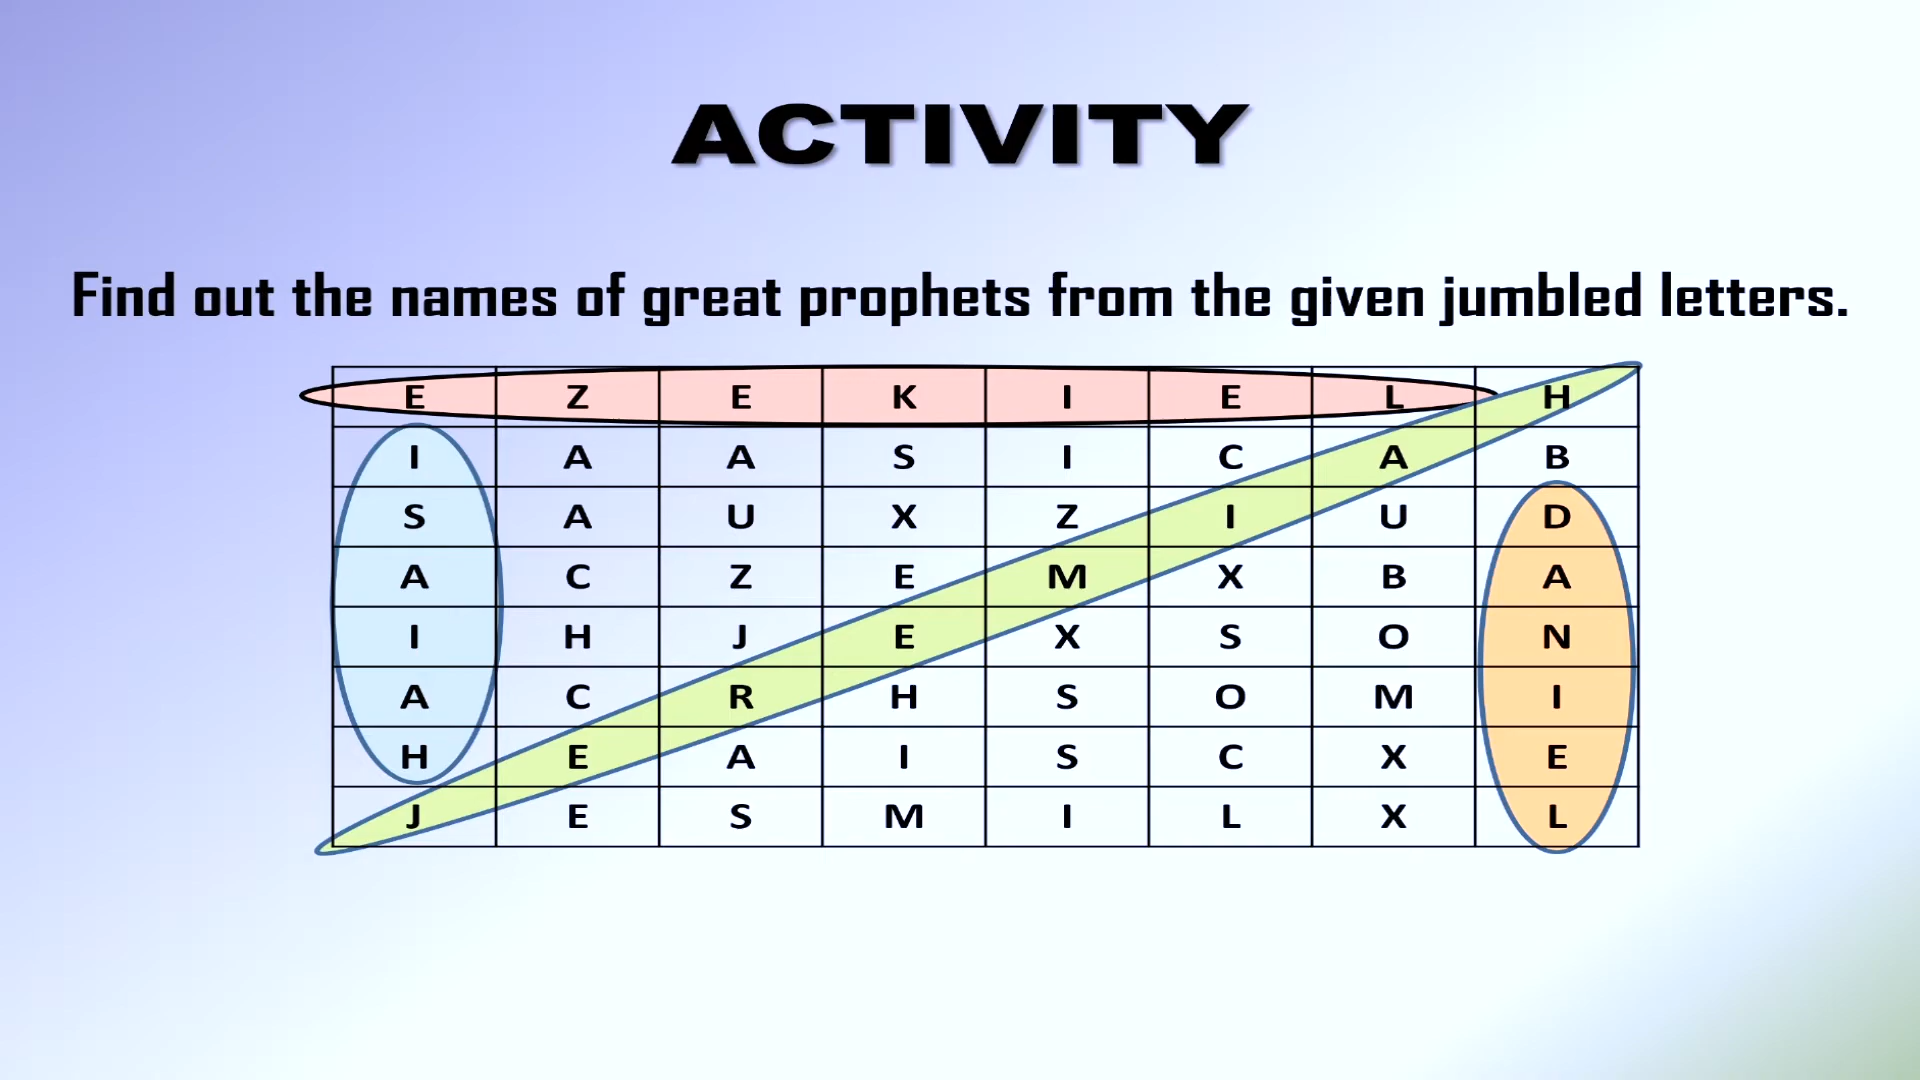 ACTIVITY
Find out the names of great prophets from the given jumbled letters.
E Z E K I E L H
I A A S I C A B
S A U X Z I U D
A C Z E M X B A
I H J E X S O N
A C R H S O M I
H E A I S C X E
J E S M I L X L